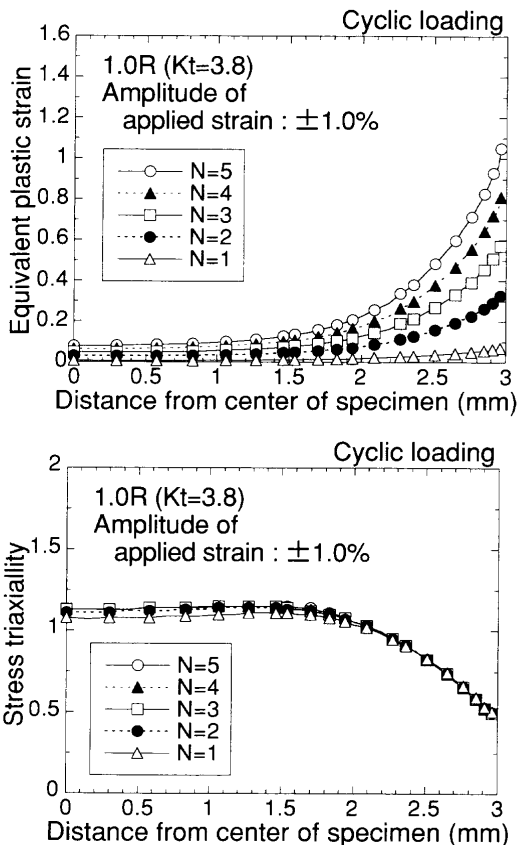 Cyclic loading
1.6
1.4
1.2
1
0.8
0.6
0.4
0.2
0
Equivalent plastic strain
1.0R (Kt=3.8)
Amplitude of
applied strain : ±1.0%
N=5
N=4
N=3
N=2
N=1
0 0.5 1 1.5 2 2.5 3
Distance from center of specimen (mm)
Cyclic loading
2
1.5
1
0.5
0
Stress triaxiallity
1.0R (Kt=3.8)
Amplitude of
applied strain : ±1.0%
N=5
N=4
N=3
N=2
N=1
0 0.5 1 1.5 2 2.5 3
Distance from center of specimen (mm)